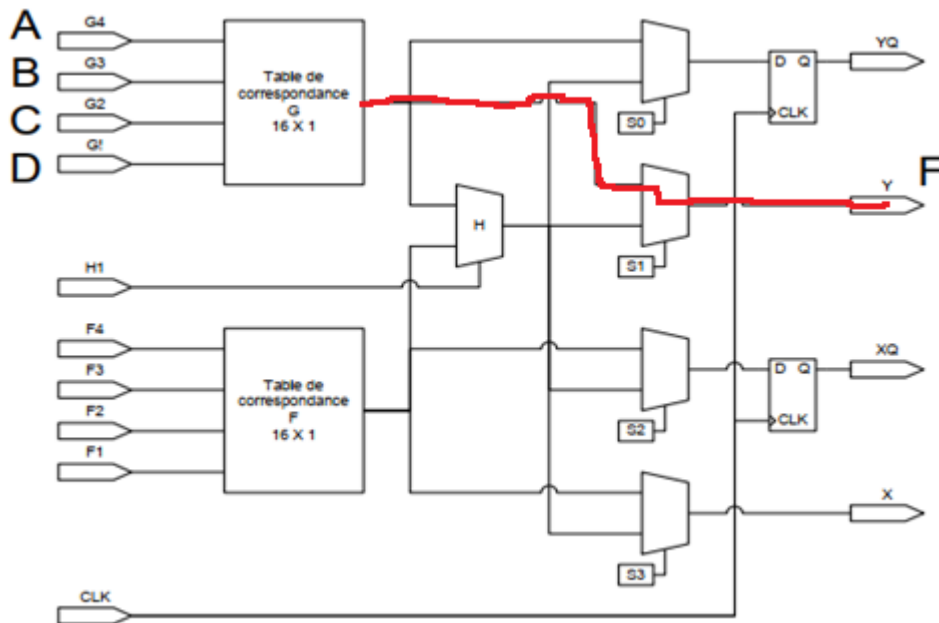 A
G4
B
G3
C
G2
D
G!
Table de
correspondance
G
16 X 1
S0
D Q
CLK
YQ
F
Y
H
S1
H1
F4
F3
F2
F1
Table de
correspondance
F
16 X 1
S2
D Q
CLK
XQ
S3
X
CLK